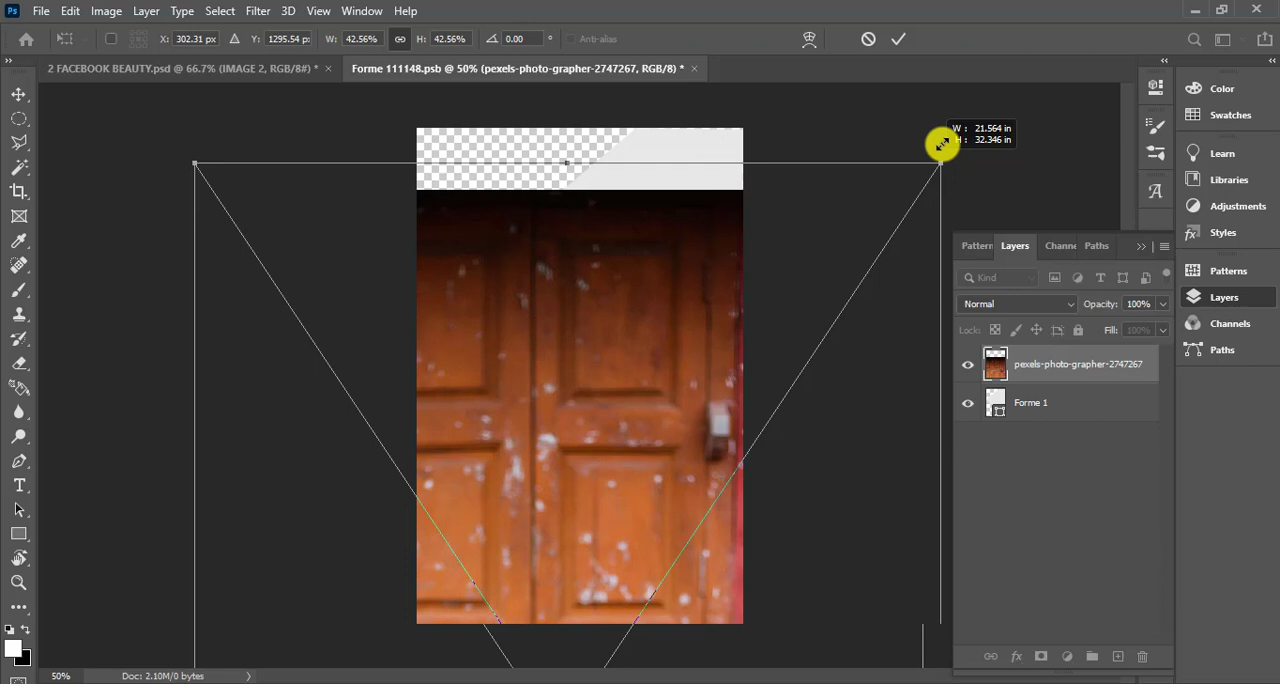 Ps File Edit Image Layer Type Select Filter 3D View Window Help
X: 302.31 px Y: 1295.54 px W: 42.56% H: 42.56% 0.00 ° Anti-alias
2 FACEBOOK BEAUTY.psd @ 66.7% (IMAGE 2, RGB/8#) * × Forme 111148.psb @ 50% (pexels-photo-grapher-2747267, RGB/8) * ×
Color
Swatches
W : 21.564 in
H : 32.346 in
Learn
Libraries
Adjustments
Styles
Pattern Layers Channe Paths
Kind
Patterns
Normal Opacity: 100%
Layers
Lock: Fill: 100%
Channels
Paths
pexels-photo-grapher-2747267
Forme 1
50% Doc: 2.10M/0 bytes